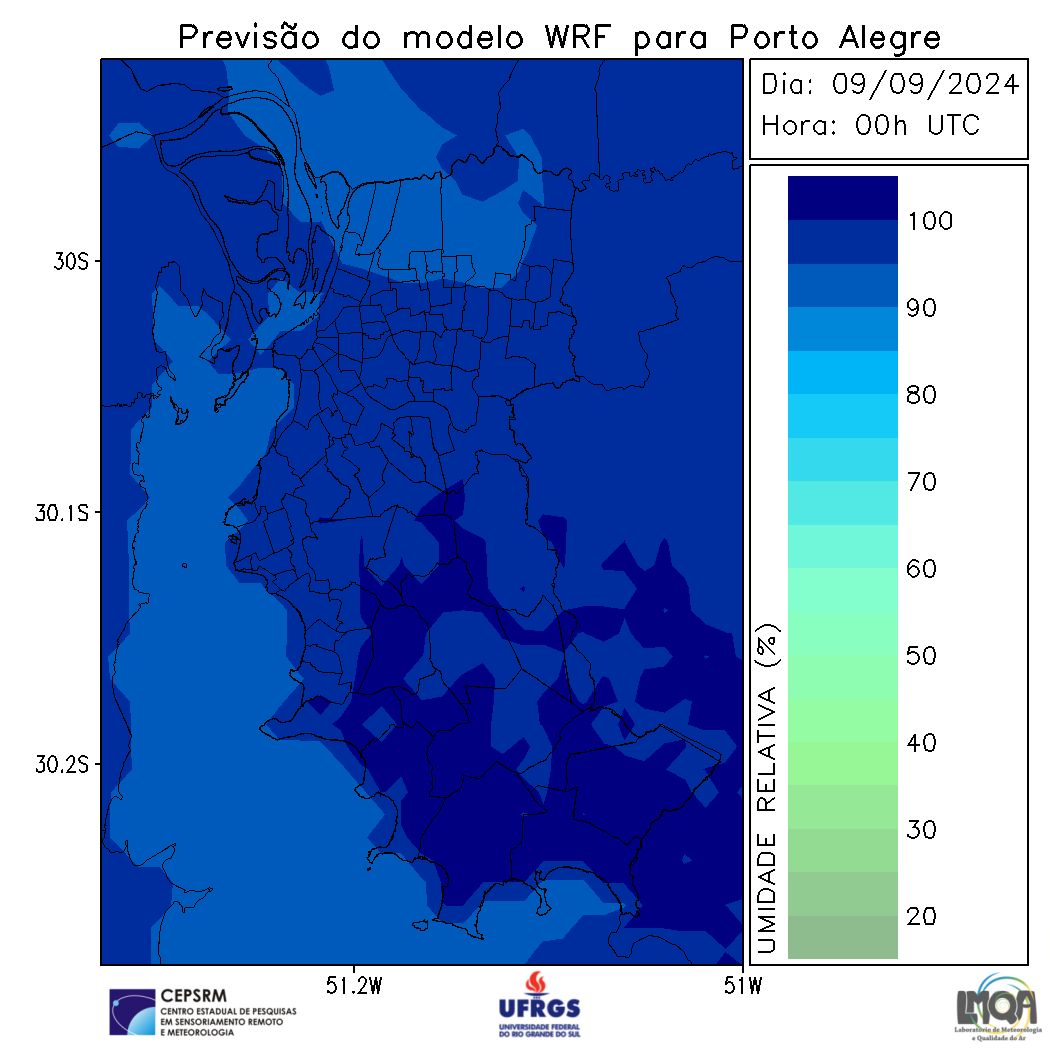 Previsão do modelo WRF para Porto Alegre
Dia: 09/09/2024
Hora: 00h UTC
30S
30.1S
30.2S
51.2W
51W
100
90
80
70
60
50
40
30
20
UMIDADE RELATIVA (%)
CEPSRM
CENTRO ESTADUAL DE PESQUISAS
EM SENSORIAMENTO REMOTO
E METEOROLOGIA
UFRGS
UNIVERSIDADE FEDERAL
DO RIO GRANDE DO SUL
LMQA
Laboratório de Meteorologia
e Qualidade do Ar